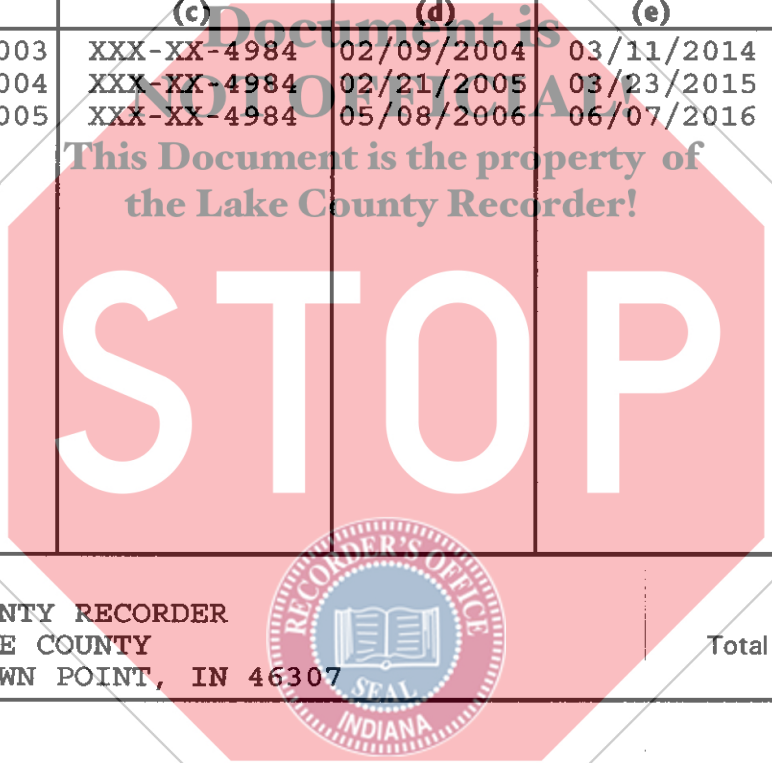 (c) (d) (e)
Document is
003 XXX-XX-4984 02/09/2004 03/11/2014
004 XXX-XX-4984 02/21/2005 03/23/2015
NOT OFFICIAL!
005 XXX-XX-4984 05/08/2006 06/07/2016
This Document is the property of
the Lake County Recorder!
STOP
NTY RECORDER
E COUNTY
WN POINT, IN 46307
Total
RECORDER'S OFFICE
SEAL
INDIANA